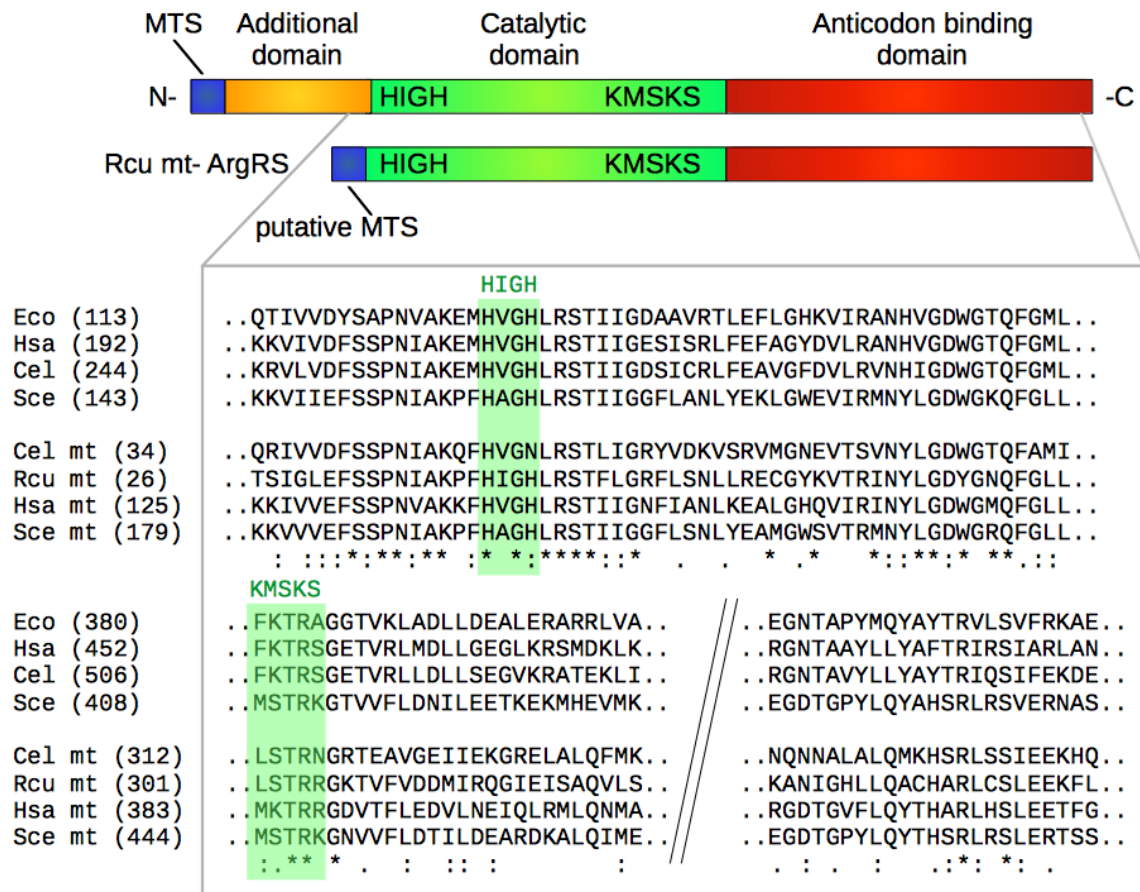 MTS Additional domain Catalytic domain Anticodon binding domain
N- HIGH KMSKS -C
Rcu mt- ArgRS HIGH KMSKS
putative MTS
HIGH
Eco (113) ..QTIVVDYSAPNVAKEMHVGHLRSTIIGDAAVRTLEFLGHKVIRANHVGDWGTQFGML..
Hsa (192) ..KKVIVDFSSPNIAKEMHVGHLRSTIIGESISRLFEFAGYDVLRANHVGDWGTQFGML..
Cel (244) ..KRVLVDFSSPNIAKEMHVGHLRSTIIGDSICRLFEAVGFDVLRVNHIGDWGTQFGML..
Sce (143) ..KKVIIEFSSPNIAKPFHAGHLRSTIIGGFLANLYEKLGWEVIRMNYLGDWGKQFGLL..
Cel mt (34) ..QRIVVDFSSPNIAKQFHVGNLRSTLIGRYVDKVSRVMGNEVTSVNYLGDWGTQFAMI..
Rcu mt (26) ..TSIGLEFSSPNIAKPFHIGHLRSTFLGRFLSNLLRECGYKVTRINYLGDYGNQFGLL..
Hsa mt (125) ..KKIVVEFSSPNVAKKFHVGHLRSTIIGNFIANLKEALGHQVIRINYLGDWGMQFGLL..
Sce mt (179) ..KKVVVEFSSPNIAKPFHAGHLRSTIIGGFLSNLYEAMGWSVTRMNYLGDWGRQFGLL..
: :::*:**:** :* *:****::* . . * . *::**:* **.::
KMSKS
Eco (380) ..FKTRAGGTVKLADLLDEALERARRLVA.. ..EGNTAPYMQYAYTRVLSVFRKAE..
Hsa (452) ..FKTRSGETVRLMDLLGEGLKRSMDKLK.. ..RGNTAAYLLYAFTRIRSIARLAN..
Cel (506) ..FKTRSGETVRLLDLLSEGVKRATEKLI.. ..RGNTAVYLLYAYTRIQSIFEKDE..
Sce (408) ..MSTRKGTVVFLDNILEETKEKMHEVMK.. ..EGDTGPYLQYAHSRLRSVERNAS..
Cel mt (312) ..LSTRNGRTEAVGEIIEKGRELALQFMK.. ..NQNNALALQMKHSRLSSIEEKHQ..
Rcu mt (301) ..LSTRRGKTVFVDDMIRQGIEISAQVLS.. ..KANIGHLLQACHARLCSLEEKFL..
Hsa mt (383) ..MKTRRGDVTFLEDVLNEIQLRMLQNMA.. ..RGDTGVFLQYTHARLHSLEETFG..
Sce mt (444) ..MSTRKGNVVFLDTILDEARDKALQIME.. ..EGDTGPYLQYTHSRLRSLERTSS..
:.** * . : :: : : . : . : .:*: *: .